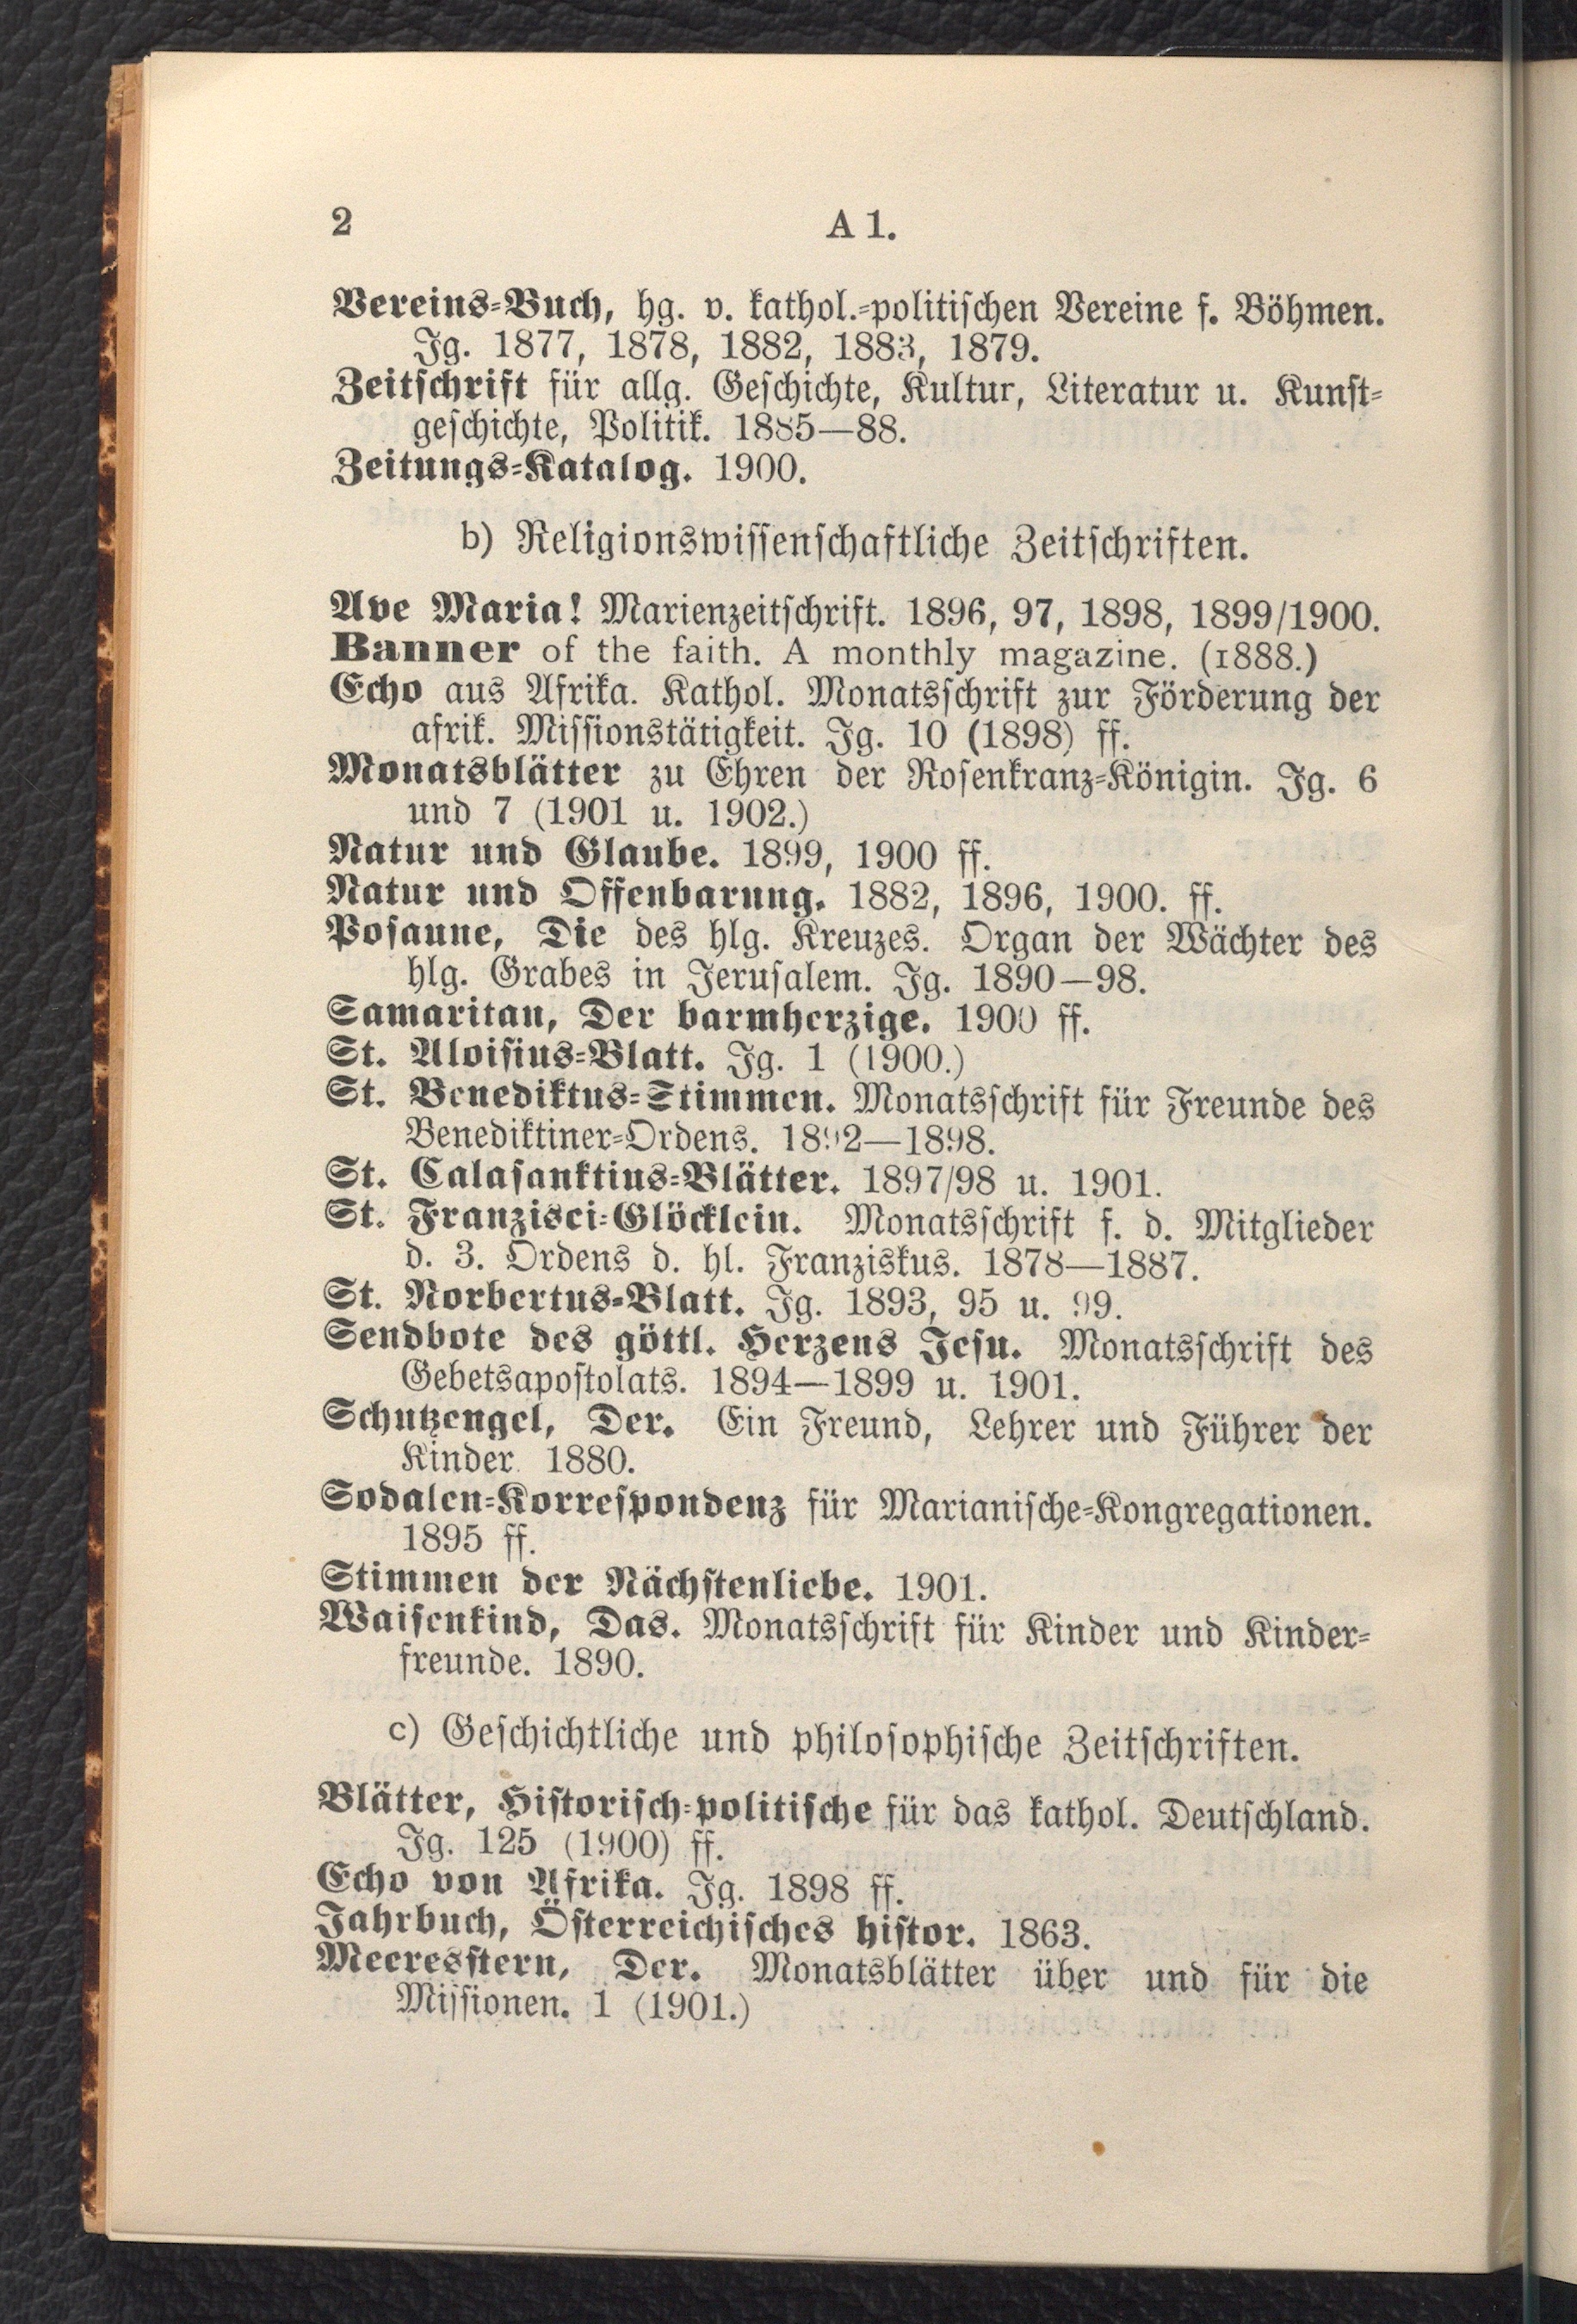 2
A 1.
Vereins-Buch, hg. v. kathol.-politischen Vereine f. Böhmen.
Jg. 1877, 1878, 1882, 1883, 1879.
Zeitschrift für allg. Geschichte, Kultur, Literatur u. Kunst-
geschichte, Politik. 1885—88.
Zeitungs-Katalog. 1900.
b) Religionswissenschaftliche Zeitschriften.
Ave Maria! Marienzeitschrift. 1896, 97, 1898, 1899/1900.
Banner of the faith. A monthly magazine. (1888.)
Echo aus Afrika. Kathol. Monatsschrift zur Förderung der
afrik. Missionstätigkeit. Jg. 10 (1898) ff.
Monatsblätter zu Ehren der Rosenkranz-Königin. Jg. 6
und 7 (1901 u. 1902.)
Natur und Glaube. 1899, 1900 ff.
Natur und Offenbarung. 1882, 1896, 1900. ff.
Posaune, Die des hlg. Kreuzes. Organ der Wächter des
hlg. Grabes in Jerusalem. Jg. 1890—98.
Samaritan, Der barmherzige. 1900 ff.
St. Aloisius-Blatt. Jg. 1 (1900.)
St. Benediktus-Stimmen. Monatsschrift für Freunde des
Benediktiner-Ordens. 1892—1898.
St. Calasanktius-Blätter. 1897/98 u. 1901.
St. Franzisci-Glöcklein. Monatsschrift f. d. Mitglieder
d. 3. Ordens d. hl. Franziskus. 1878—1887.
St. Norbertus-Blatt. Jg. 1893, 95 u. 99.
Sendbote des göttl. Herzens Jesu. Monatsschrift des
Gebetsapostolats. 1894—1899 u. 1901.
Schutzengel, Der. Ein Freund, Lehrer und Führer der
Kinder. 1880.
Sodalen-Korrespondenz für Marianische-Kongregationen.
1895 ff.
Stimmen der Nächstenliebe. 1901.
Waisenkind, Das. Monatsschrift für Kinder und Kinder-
freunde. 1890.
c) Geschichtliche und philosophische Zeitschriften.
Blätter, Historisch-politische für das kathol. Deutschland.
Jg. 125 (1900) ff.
Echo von Afrika. Jg. 1898 ff.
Jahrbuch, Österreichisches histor. 1863.
Meeresstern, Der. Monatsblätter über und für die
Missionen. 1 (1901.)